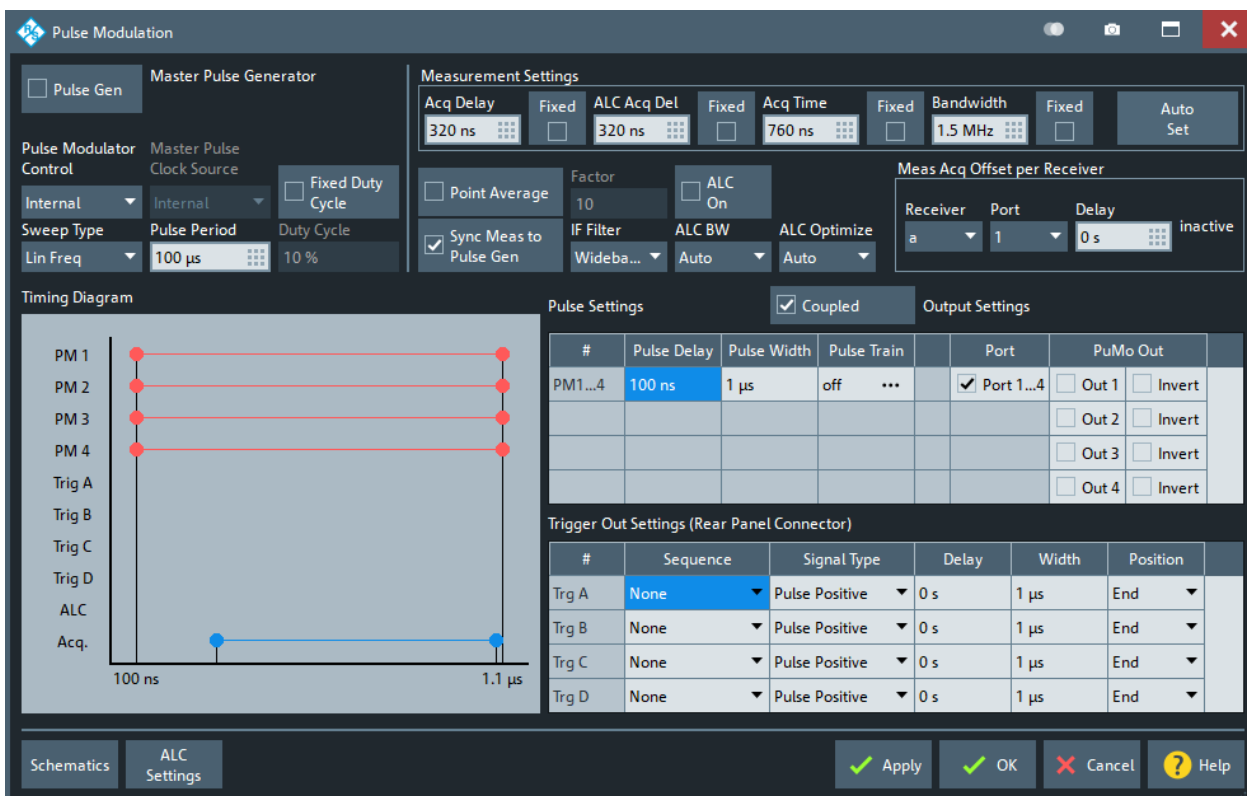 Pulse Modulation
Pulse Gen
Master Pulse Generator
Pulse Modulator Control
Internal
Master Pulse Clock Source
Internal
Fixed Duty Cycle
Sweep Type
Lin Freq
Pulse Period
100 µs
Duty Cycle
10 %
Measurement Settings
Acq Delay
320 ns
Fixed
ALC Acq Del
320 ns
Fixed
Acq Time
760 ns
Fixed
Bandwidth
1.5 MHz
Fixed
Auto Set
Point Average
Factor
10
ALC On
Sync Meas to Pulse Gen
IF Filter
Wideba...
ALC BW
Auto
ALC Optimize
Auto
Meas Acq Offset per Receiver
Receiver Port Delay
a 1 0 s inactive
Timing Diagram
PM 1
PM 2
PM 3
PM 4
Trig A
Trig B
Trig C
Trig D
ALC
Acq.
100 ns 1.1 µs
Pulse Settings Coupled Output Settings
# Pulse Delay Pulse Width Pulse Train Port PuMo Out
PM1...4 100 ns 1 µs off ••• Port 1...4 Out 1 Invert
Out 2 Invert
Out 3 Invert
Out 4 Invert
Trigger Out Settings (Rear Panel Connector)
# Sequence Signal Type Delay Width Position
Trg A None Pulse Positive 0 s 1 µs End
Trg B None Pulse Positive 0 s 1 µs End
Trg C None Pulse Positive 0 s 1 µs End
Trg D None Pulse Positive 0 s 1 µs End
Schematics
ALC Settings
Apply OK Cancel ? Help